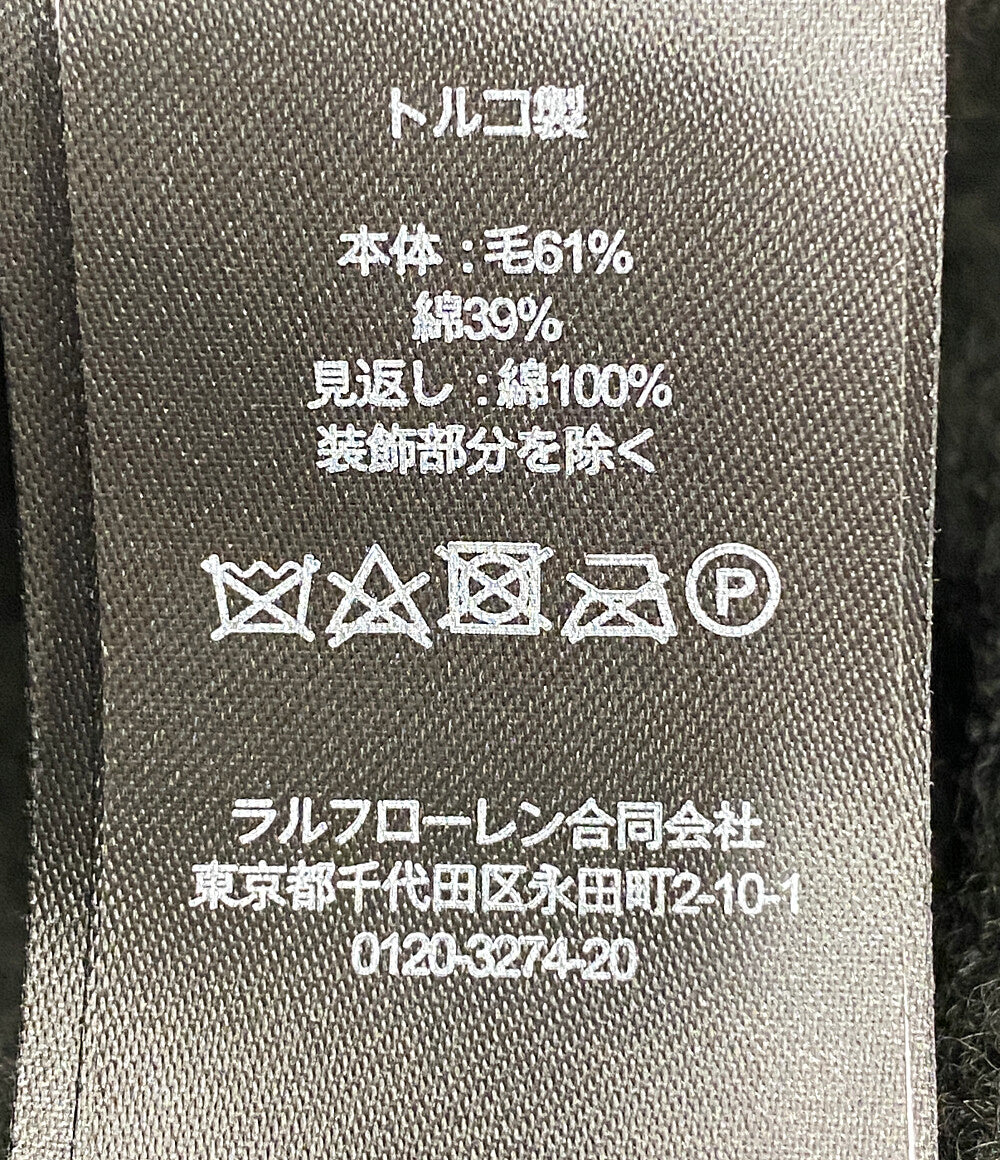 トルコ製
本体 : 毛61%
綿39%
見返し : 綿100%
装飾部分を除く
P
ラルフローレン合同会社
東京都千代田区永田町2-10-1
0120-3274-20